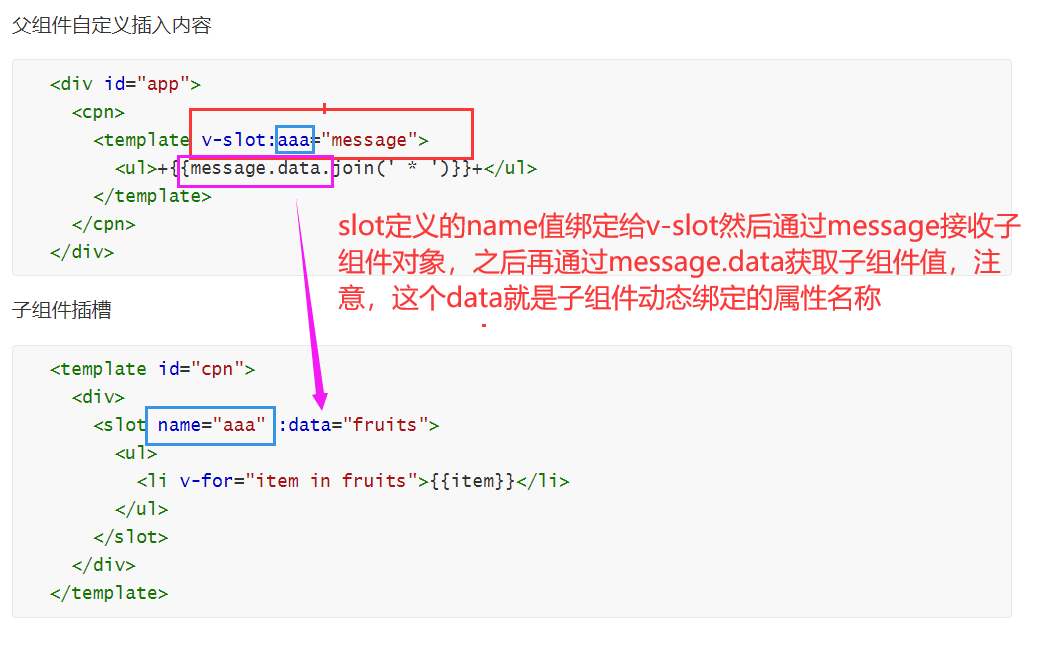 父组件自定义插入内容
<div id="app">
<cpn>
<template v-slot:aaa="message">
<ul>+{{message.data.join(' * ')}}+</ul>
</template>
</cpn>
</div>
slot定义的name值绑定给v-slot然后通过message接收子
组件对象，之后再通过message.data获取子组件值，注
意，这个data就是子组件动态绑定的属性名称
子组件插槽
<template id="cpn">
<div>
<slot name="aaa" :data="fruits">
<ul>
<li v-for="item in fruits">{{item}}</li>
</ul>
</slot>
</div>
</template>